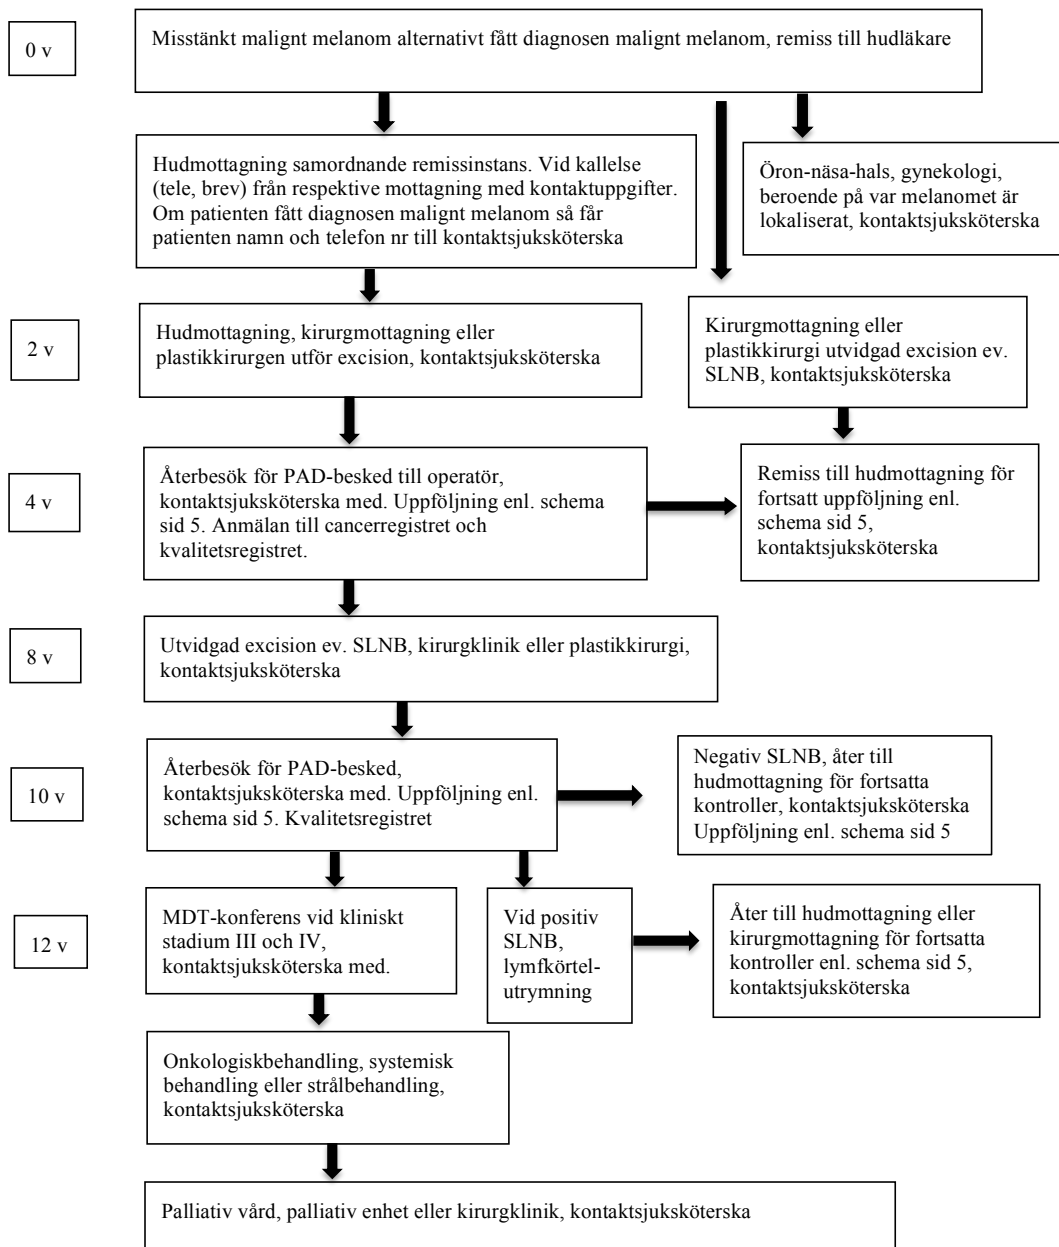 0 v
Misstänkt malignt melanom alternativt fått diagnosen malignt melanom, remiss till hudläkare
Hudmottagning samordnande remissinstans. Vid kallelse
(tele, brev) från respektive mottagning med kontaktuppgifter.
Om patienten fått diagnosen malignt melanom så får
patienten namn och telefon nr till kontaktsjuksköterska
Öron-näsa-hals, gynekologi,
beroende på var melanomet är
lokaliserat, kontaktsjuksköterska
2 v
Hudmottagning, kirurgmottagning eller
plastikkirurgen utför excision, kontaktsjuksköterska
Kirurgmottagning eller
plastikkirurgi utvidgad excision ev.
SLNB, kontaktsjuksköterska
4 v
Återbesök för PAD-besked till operatör,
kontaktsjuksköterska med. Uppföljning enl. schema
sid 5. Anmälan till cancerregistret och
kvalitetsregistret.
Remiss till hudmottagning för
fortsatt uppföljning enl.
schema sid 5,
kontaktsjuksköterska
8 v
Utvidgad excision ev. SLNB, kirurgklinik eller plastikkirurgi,
kontaktsjuksköterska
10 v
Återbesök för PAD-besked,
kontaktsjuksköterska med. Uppföljning enl.
schema sid 5. Kvalitetsregistret
Negativ SLNB, åter till
hudmottagning för fortsatta
kontroller, kontaktsjuksköterska
Uppföljning enl. schema sid 5
12 v
MDT-konferens vid kliniskt
stadium III och IV,
kontaktsjuksköterska med.
Vid positiv
SLNB,
lymfkörtel-
utrymning
Åter till hudmottagning eller
kirurgmottagning för fortsatta
kontroller enl. schema sid 5,
kontaktsjuksköterska
Onkologiskbehandling, systemisk
behandling eller strålbehandling,
kontaktsjuksköterska
Palliativ vård, palliativ enhet eller kirurgklinik, kontaktsjuksköterska